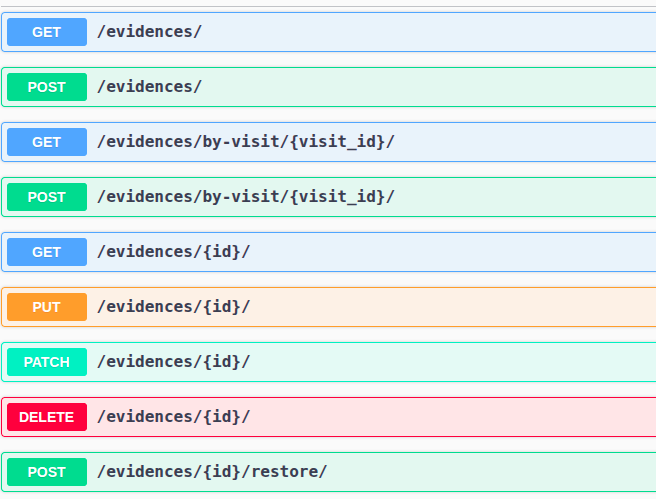 GET /evidences/
POST /evidences/
GET /evidences/by-visit/{visit_id}/
POST /evidences/by-visit/{visit_id}/
GET /evidences/{id}/
PUT /evidences/{id}/
PATCH /evidences/{id}/
DELETE /evidences/{id}/
POST /evidences/{id}/restore/